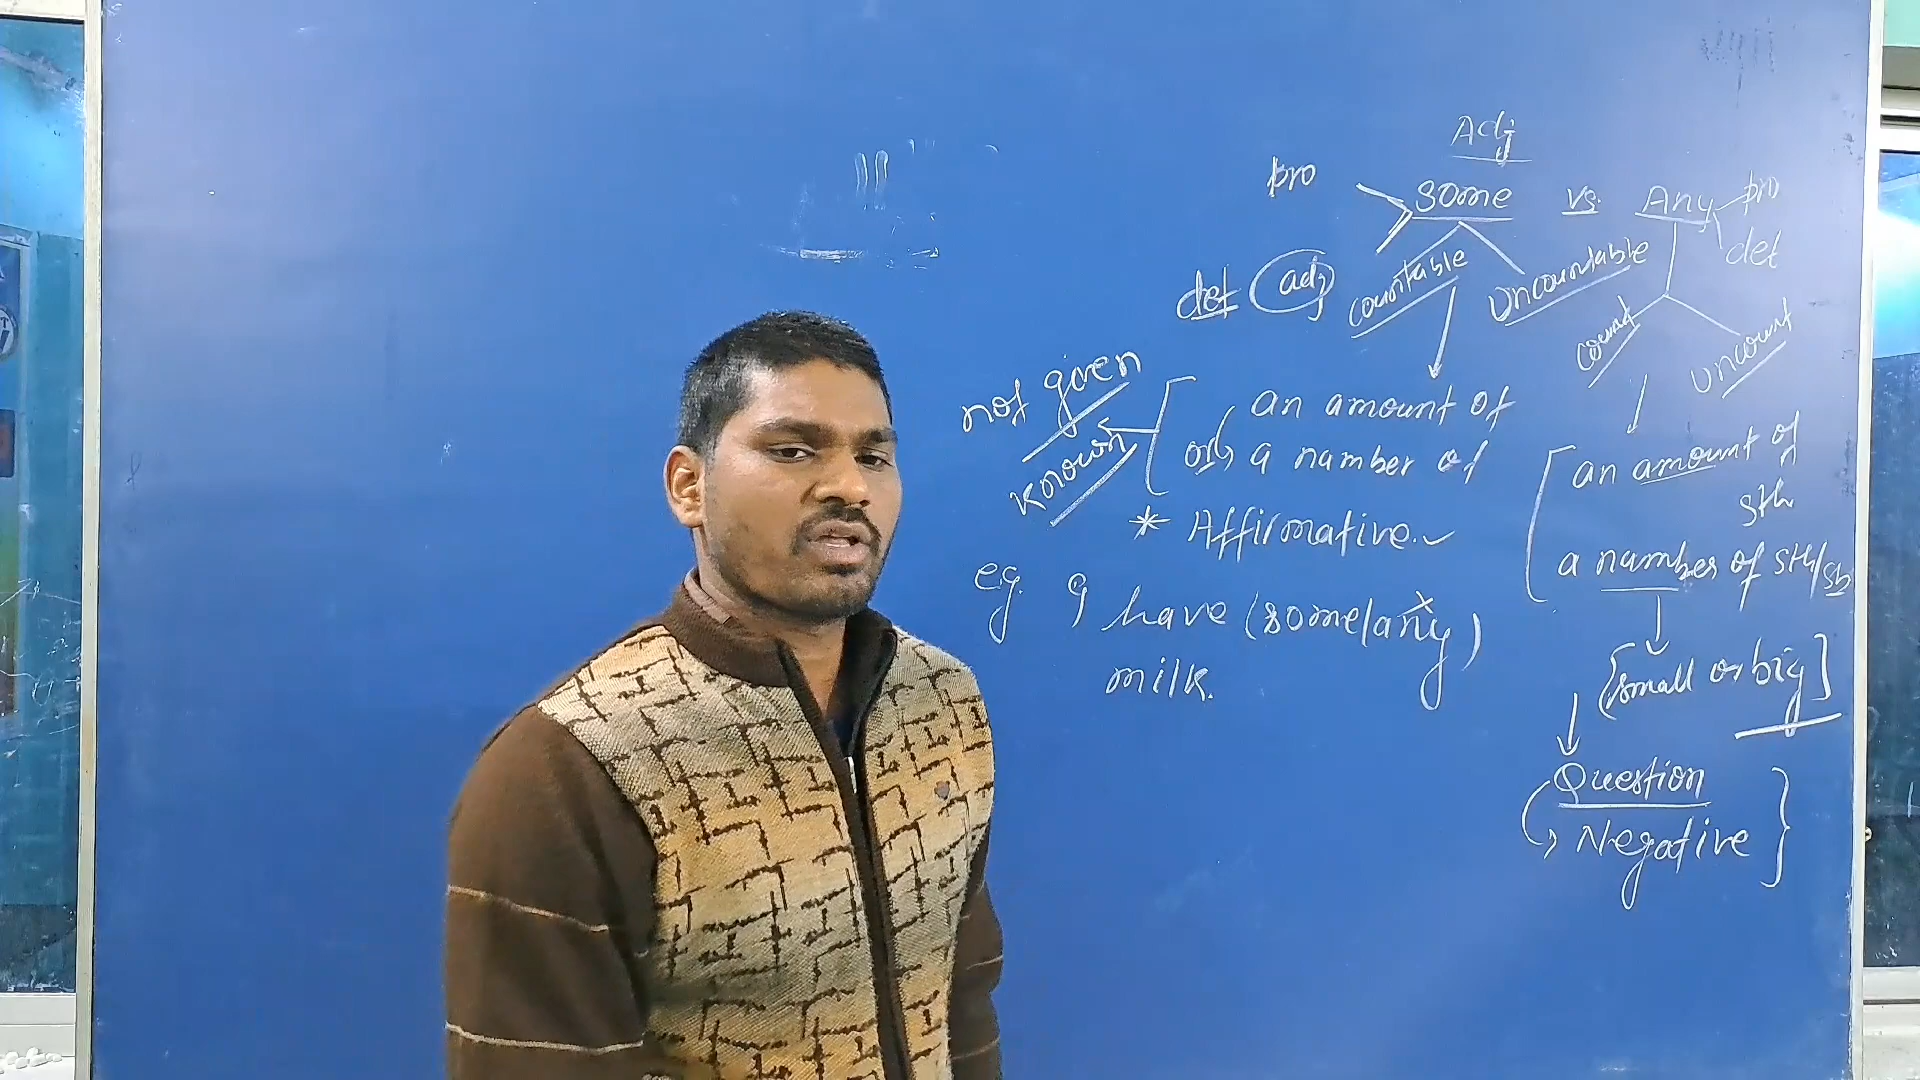 Adj
pro some vs. Any pro
det adj countable Uncountable det
count uncount
not given
known
an amount of
or a number of
* Affirmative.
e.g. I have (some/any)
milk.
an amount of
sth
a number of sth/sb
[small or big]
Question
Negative